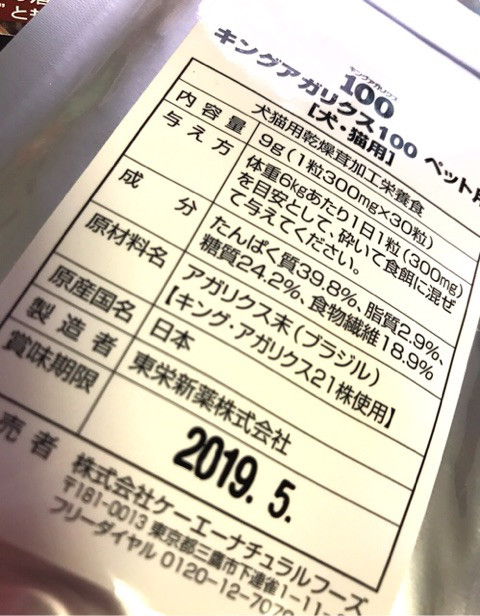 キングアガリクス
100
キングアガリクス100 ペット用
【犬・猫用】
犬猫用乾燥茸加工栄養食
内容量 9g(1粒300mg×30粒)
与え方 体重6kgあたり1日1粒(300mg)
を目安として、砕いて食餌に混ぜ
て与えてください。
成分 たんぱく質39.8%、脂質2.9%、
糖質24.2%、食物繊維18.9%
原材料名 アガリクス末(ブラジル)
【キング・アガリクス21株使用】
原産国名 日本
製造者 東栄新薬株式会社
賞味期限 2019. 5.
売者 株式会社ケーエーナチュラルフーズ
〒181-0013 東京都三鷹市下連雀1-11-
フリーダイヤル 0120-12-7070